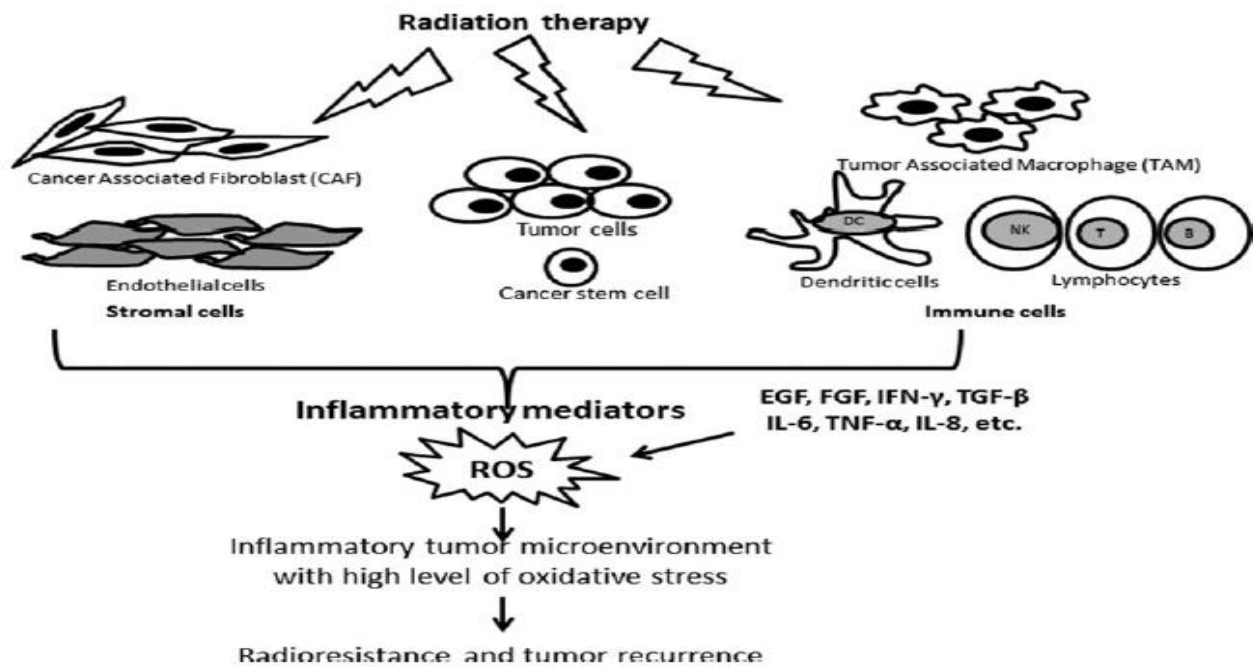 Radiation therapy
Cancer Associated Fibroblast (CAF)
Endothelial cells
Stromal cells
Tumor cells
Cancer stem cell
Tumor Associated Macrophage (TAM)
DC
Dendritic cells
NK
T
B
Lymphocytes
Immune cells
Inflammatory mediators
EGF, FGF, IFN-γ, TGF-β
IL-6, TNF-α, IL-8, etc.
ROS
Inflammatory tumor microenvironment
with high level of oxidative stress
Radioresistance and tumor recurrence